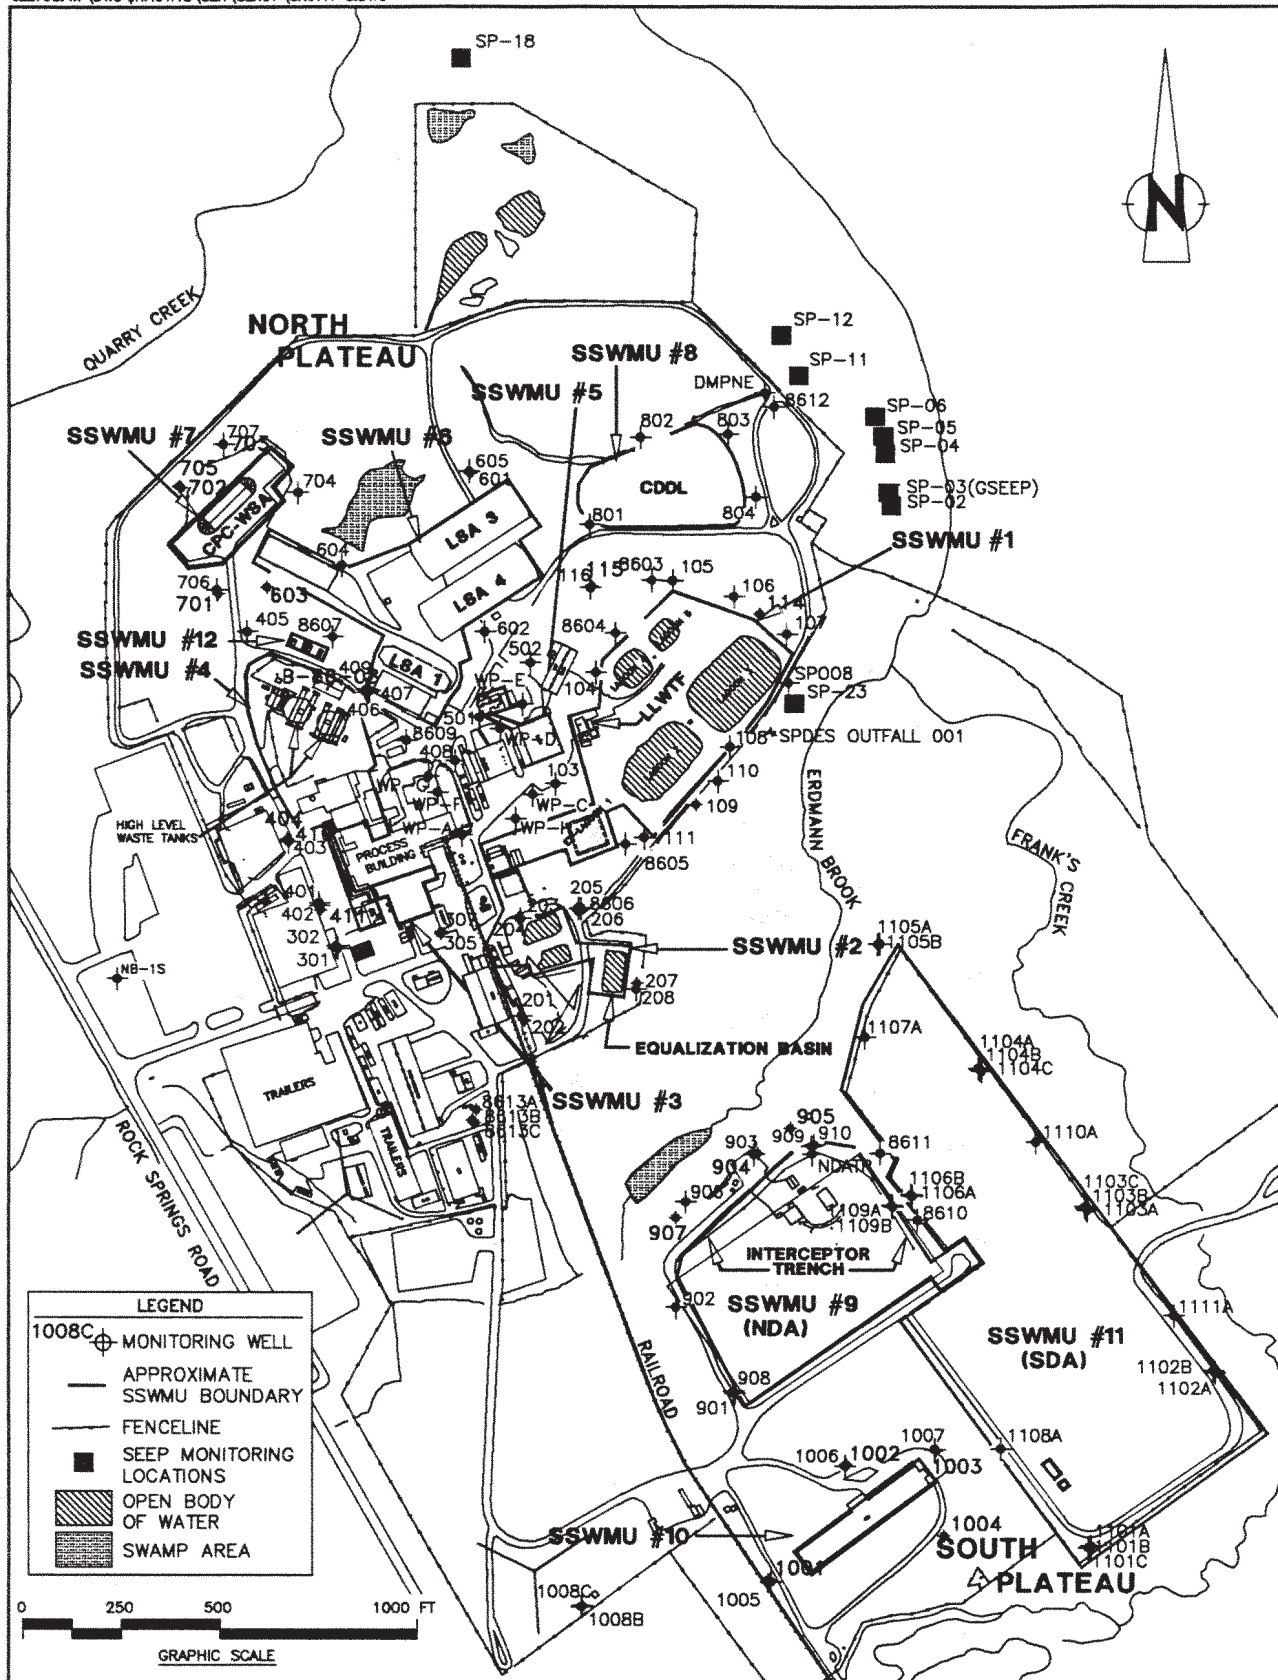 SP-18
N
QUARRY CREEK
NORTH
PLATEAU
SP-12
SSWMU #8
SP-11
DMPNE
SSWMU #5
8612
SP-06
802
803
SP-05
SP-04
SSWMU #7
707
703
SSWMU #6
605
601
705
702
704
CDDL
SP-03(GSEEP)
SP-02
804
CPC-WSA
LSA 3
801
SSWMU #1
604
LSA 4
116
115
8603
105
706
701
603
106
114
405
8607
602
8604
107
SSWMU #12
SSWMU #4
409
LSA 1
502
104
SP008
407
WP-E
SP-23
406
501
LLWTF
8609
WP-D
108
SPDES OUTFALL 001
408
WP-G
103
110
WP-F
WP-C
109
HIGH LEVEL
WASTE TANKS
WP-A
WP-H
111
403
PROCESS
BUILDING
8605
ERDMANN BROOK
FRANK'S
CREEK
401
402
411
205
8606
206
203
204
302
301
307
305
1105A
1105B
SSWMU #2
NB-1S
207
208
201
202
1107A
EQUALIZATION BASIN
1104A
1104B
1104C
TRAILERS
SSWMU #3
8613A
8613B
8613C
TRAILERS
ROCK SPRINGS ROAD
905
903
909
910
8611
1110A
904
NDATR
906
1106B
1106A
1103C
1103B
1103A
907
1109A
1109B
8610
INTERCEPTOR
TRENCH
902
SSWMU #9
(NDA)
1111A
SSWMU #11
(SDA)
RAILROAD
908
901
1102B
1102A
1007
1108A
1006
1002
1003
SSWMU #10
1004
SOUTH
PLATEAU
1101A
1101B
1101C
1001
1005
1008C
1008B
LEGEND
1008C MONITORING WELL
APPROXIMATE
SSWMU BOUNDARY
FENCELINE
SEEP MONITORING
LOCATIONS
OPEN BODY
OF WATER
SWAMP AREA
0 250 500 1000 FT
GRAPHIC SCALE